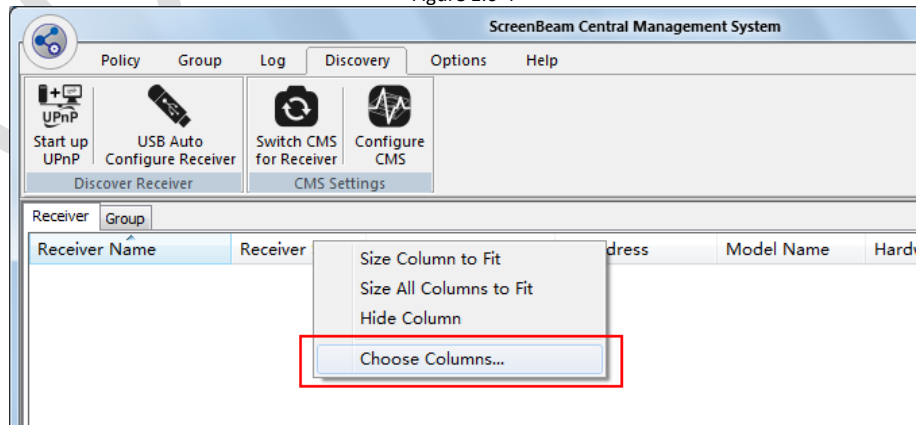 ScreenBeam Central Management System
Policy Group Log Discovery Options Help
UPnP
Start up UPnP
USB Auto Configure Receiver
Switch CMS for Receiver
Configure CMS
Discover Receiver CMS Settings
Receiver Group
Receiver Name Receiver Model Name
Size Column to Fit
Size All Columns to Fit
Hide Column
Choose Columns...